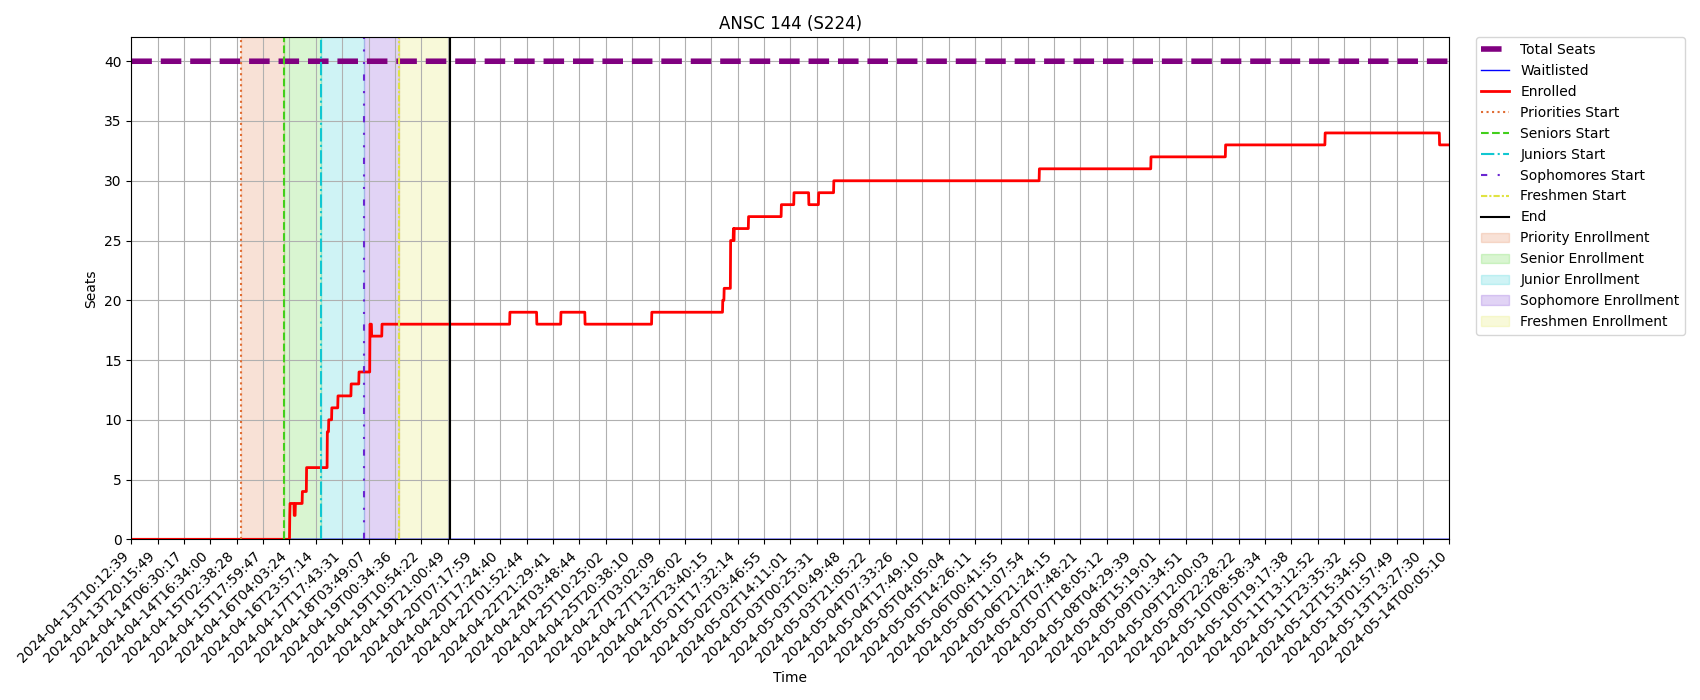 ANSC 144 (S224)
Seats
40
35
30
25
20
15
10
5
0
2024-04-13T10:12:39
2024-04-13T20:15:49
2024-04-14T06:30:17
2024-04-14T16:34:00
2024-04-15T02:38:28
2024-04-15T17:59:47
2024-04-16T04:03:24
2024-04-16T23:57:14
2024-04-17T17:43:31
2024-04-18T03:49:07
2024-04-19T00:34:36
2024-04-19T10:54:22
2024-04-19T21:00:49
2024-04-20T07:17:59
2024-04-20T17:24:40
2024-04-22T01:52:44
2024-04-22T21:29:41
2024-04-24T03:48:44
2024-04-25T10:25:02
2024-04-25T20:38:10
2024-04-27T03:02:09
2024-04-27T13:26:02
2024-04-27T23:40:15
2024-05-01T17:32:14
2024-05-02T03:46:55
2024-05-02T14:11:01
2024-05-03T00:25:31
2024-05-03T10:49:48
2024-05-03T21:05:22
2024-05-04T07:33:26
2024-05-04T17:49:10
2024-05-05T04:05:04
2024-05-05T14:26:11
2024-05-06T00:41:55
2024-05-06T11:07:54
2024-05-06T21:24:15
2024-05-07T07:48:21
2024-05-07T18:05:12
2024-05-08T04:29:39
2024-05-08T15:19:01
2024-05-09T01:34:51
2024-05-09T12:00:03
2024-05-09T22:28:22
2024-05-10T08:58:34
2024-05-10T19:17:38
2024-05-11T13:12:52
2024-05-11T23:35:32
2024-05-12T15:34:50
2024-05-13T01:57:49
2024-05-13T13:27:30
2024-05-14T00:05:10
Time
Total Seats
Waitlisted
Enrolled
Priorities Start
Seniors Start
Juniors Start
Sophomores Start
Freshmen Start
End
Priority Enrollment
Senior Enrollment
Junior Enrollment
Sophomore Enrollment
Freshmen Enrollment